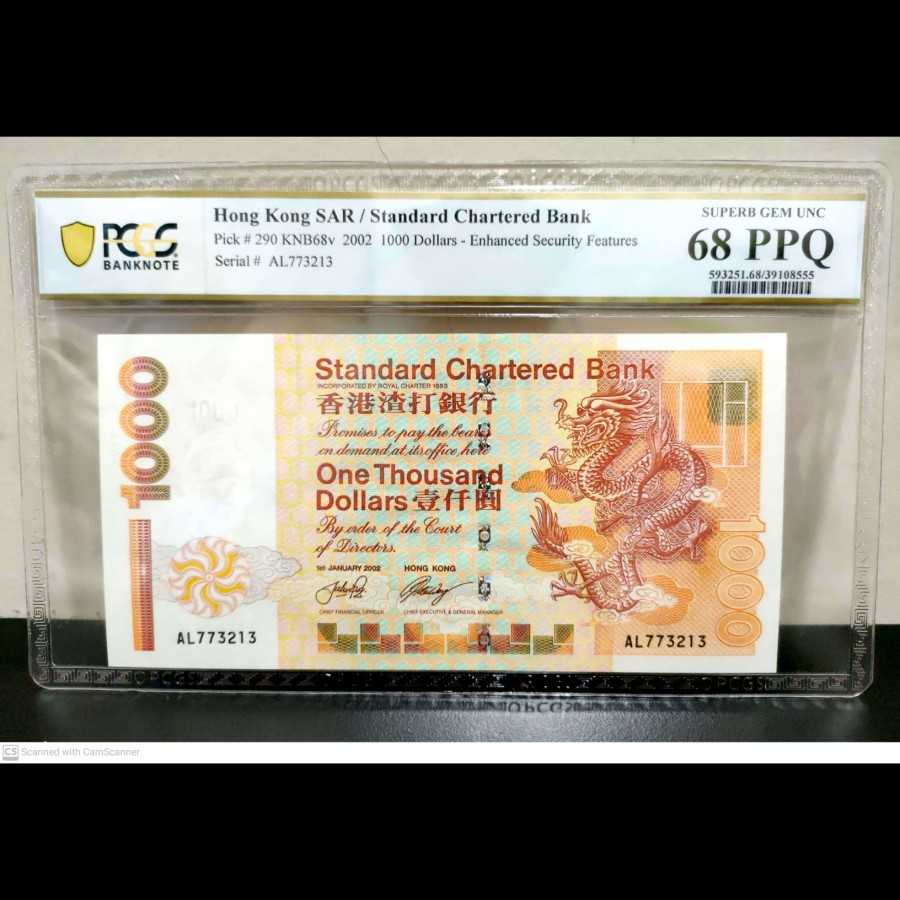 PCGS
BANKNOTE
Hong Kong SAR / Standard Chartered Bank
Pick # 290 KNB68v 2002 1000 Dollars - Enhanced Security Features
Serial # AL773213
SUPERB GEM UNC
68 PPQ
593251.68/39108555
1000
Standard Chartered Bank
INCORPORATED BY ROYAL CHARTER 1853
香港渣打銀行
Promises to pay the bearer
on demand at its office here
One Thousand
Dollars 壹仟圓
By order of the Court
of Directors.
1st JANUARY 2002 HONG KONG
CHIEF FINANCIAL OFFICER CHIEF EXECUTIVE & GENERAL MANAGER
AL773213
AL773213
1000
CS Scanned with CamScanner